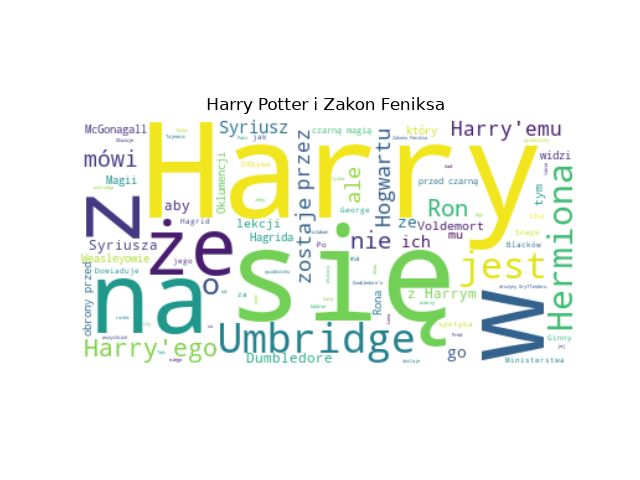 Harry Potter i Zakon Feniksa
McGonagall
Syriusz
czarną magią
który
Harry'emu
mówi
Magii
Harry
jak
Odbywa
Oklumencji
przez
zostaje
ale
Hogwartu
przed czarną
widzi
tym
Hermiona
Z
że
aby
Hagrid
lekcji
Hagrida
George
Ron
ze
Voldemort
mu
Cho
Snape
Blacków
nie ich
Po
Syriusza
Weasleyowie
Dowiaduje
jego
obrony przed
na
o
się
za
ma
Rona
z Harrym
jest
W
spotyka
Harry'ego
Umbridge
Dumbledore
go
Ginny
Ministerstwa